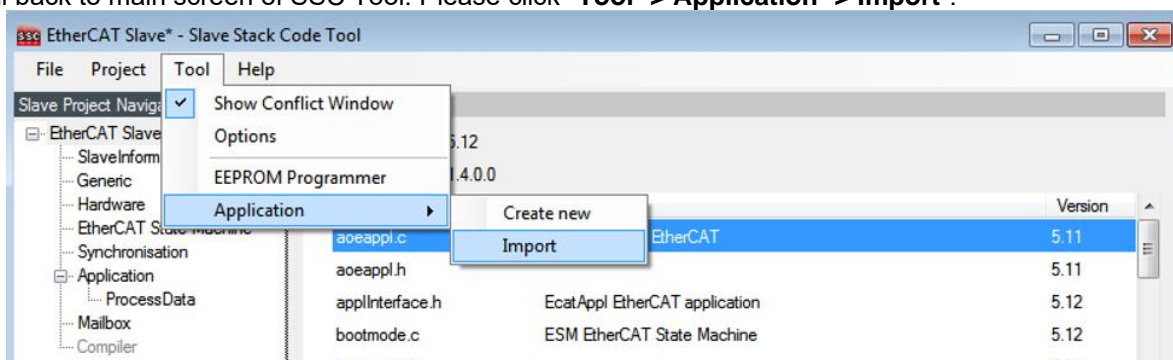 back to main screen of SSC Tool. Please click "Tool -> Application -> Import".
EtherCAT Slave* - Slave Stack Code Tool
File Project Tool Help
Slave Project
Show Conflict Window
EtherCAT Slave
Options
5.12
SlaveInform
1.4.0.0
Generic
EEPROM Programmer
Hardware
Application
Create new
Version
EtherCAT
aoeappl.c
EtherCAT
5.11
Synchronisation
Import
Application
aoeappl.h
5.11
ProcessData
applInterface.h EcatAppl EtherCAT application 5.12
Mailbox
bootmode.c ESM EtherCAT State Machine 5.12
Compiler